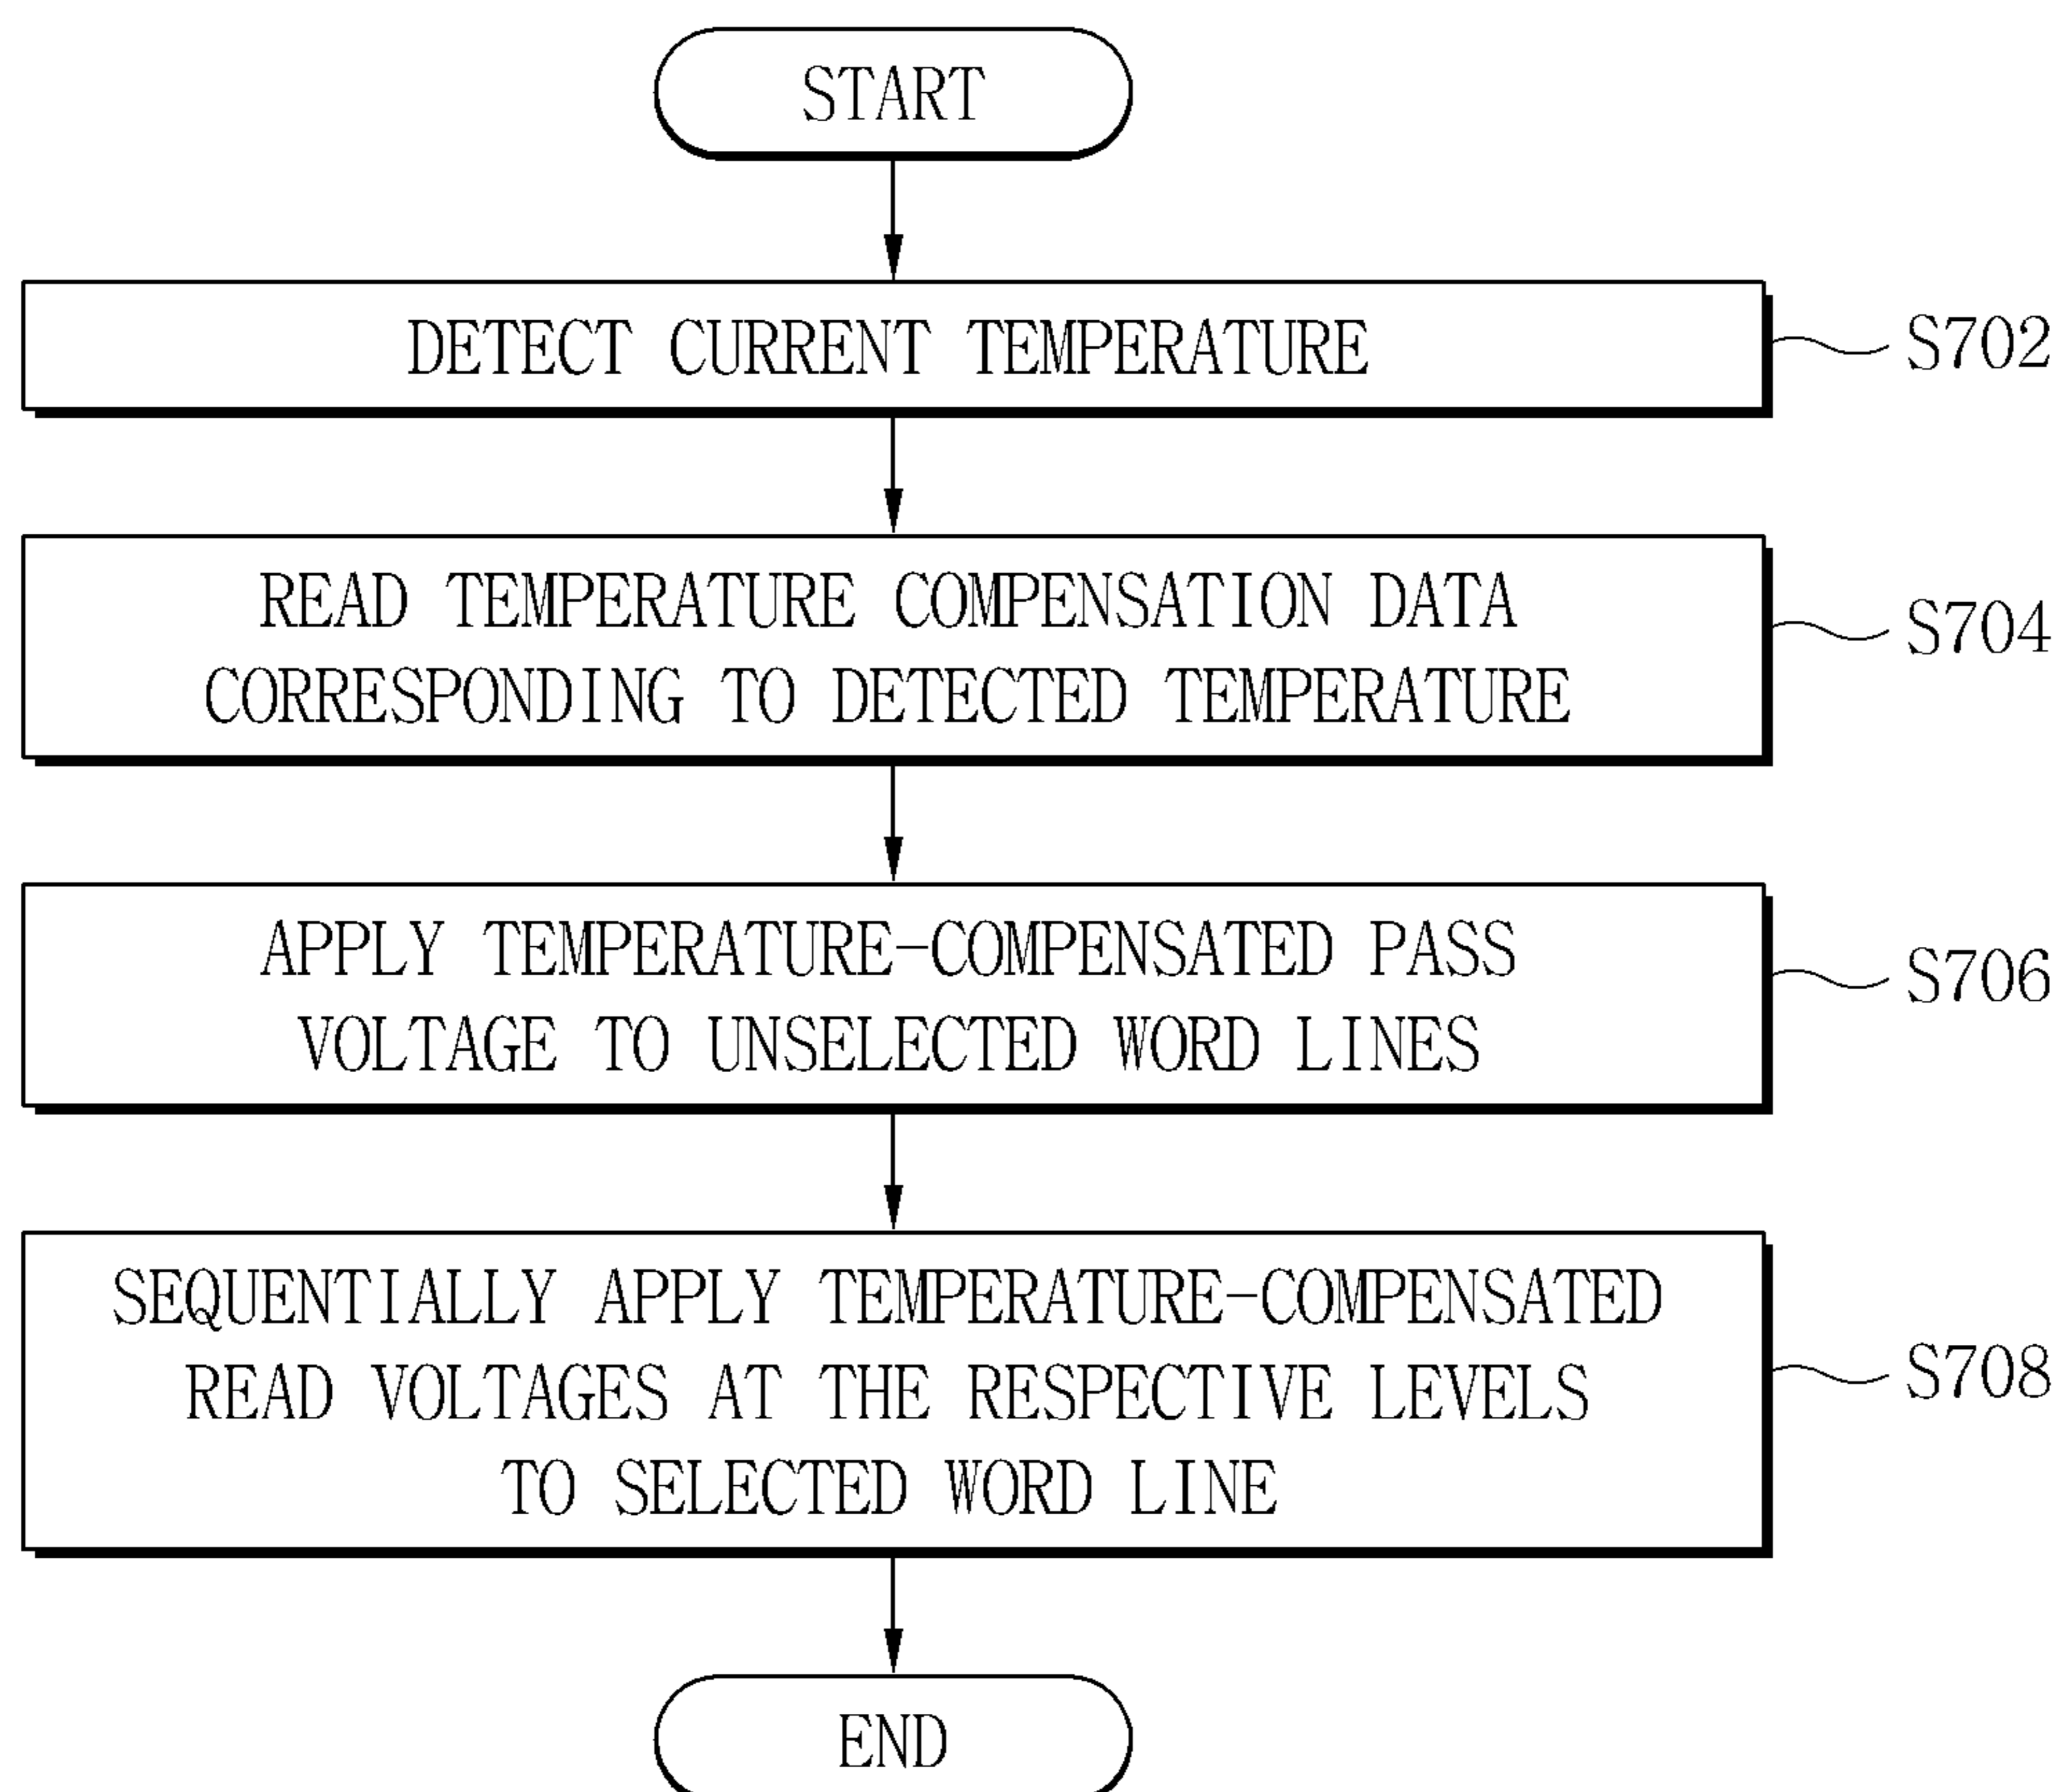 START
DETECT CURRENT TEMPERATURE
S702
READ TEMPERATURE COMPENSATION DATA
CORRESPONDING TO DETECTED TEMPERATURE
S704
APPLY TEMPERATURE-COMPENSATED PASS
VOLTAGE TO UNSELECTED WORD LINES
S706
SEQUENTIALLY APPLY TEMPERATURE-COMPENSATED
READ VOLTAGES AT THE RESPECTIVE LEVELS
TO SELECTED WORD LINE
S708
END